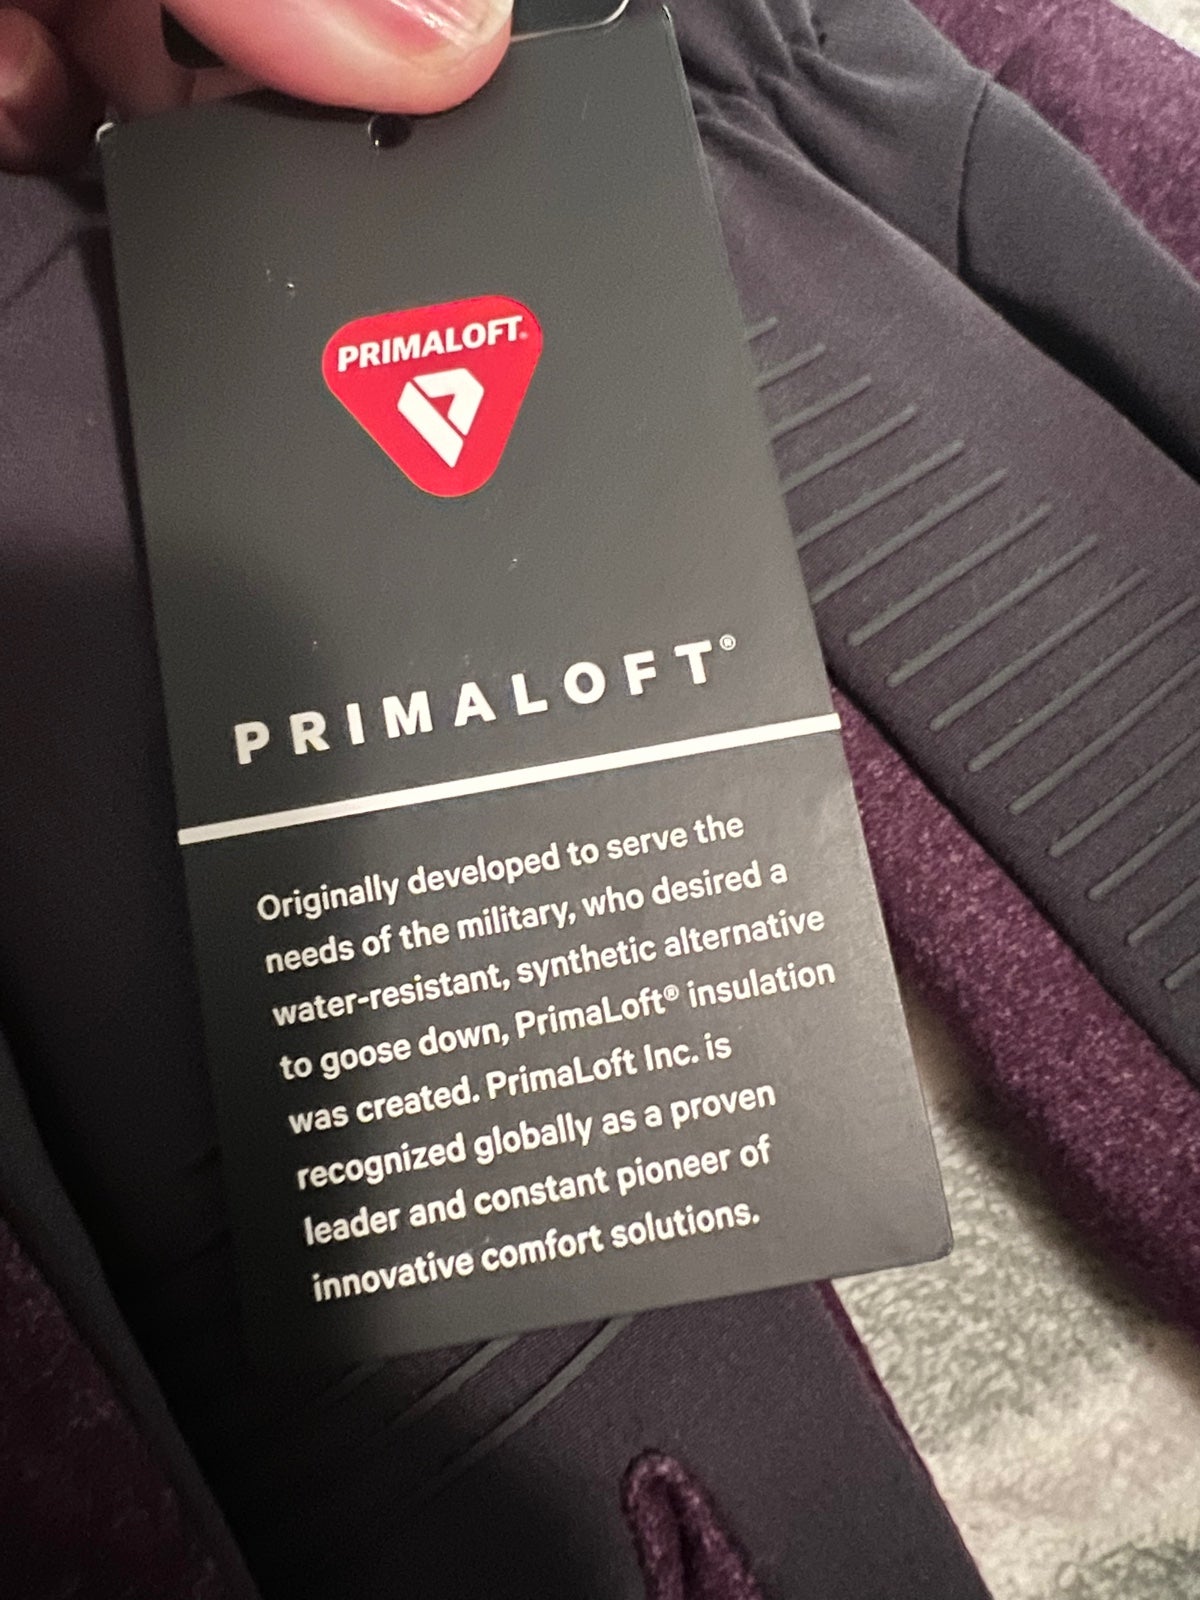 PRIMALOFT®
PRIMALOFT®
Originally developed to serve the
needs of the military, who desired a
water-resistant, synthetic alternative
to goose down, PrimaLoft® insulation
was created. PrimaLoft Inc. is
recognized globally as a proven
leader and constant pioneer of
innovative comfort solutions.